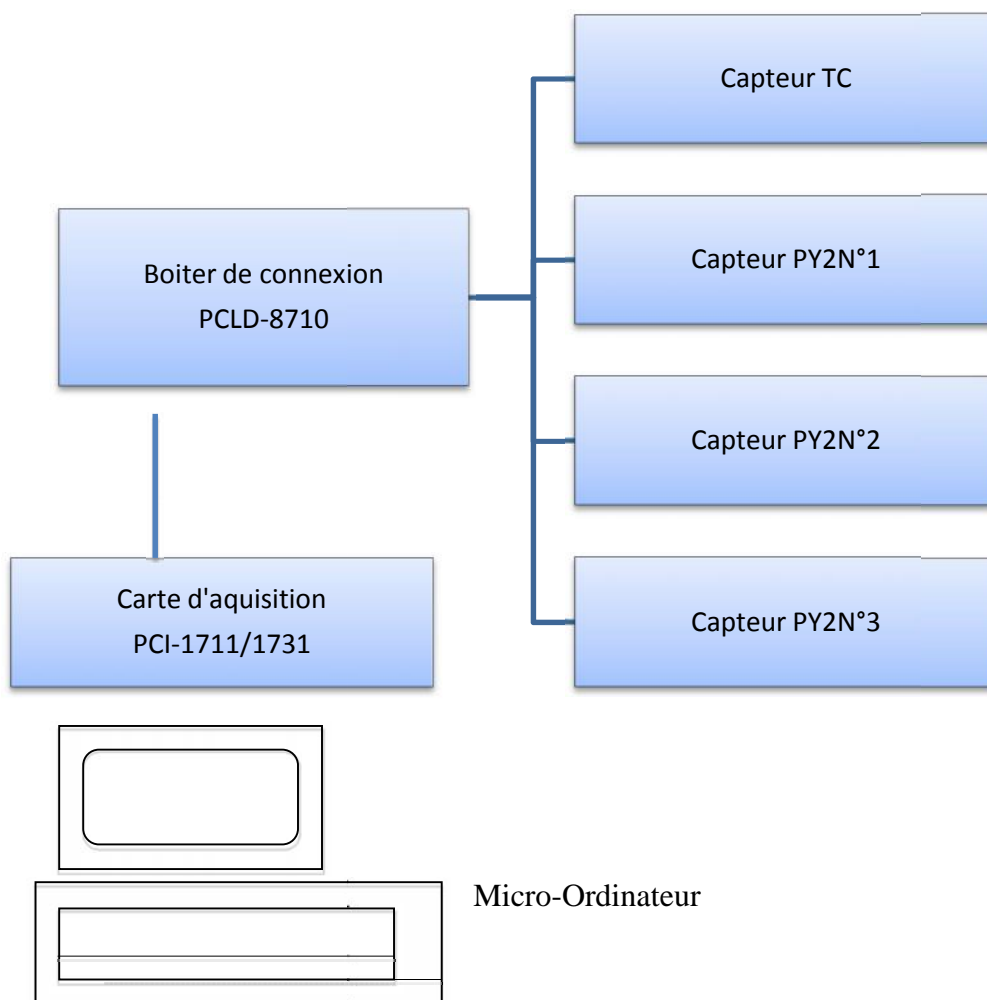 Capteur TC
Boiter de connexion
PCLD-8710
Capteur PY2N°1
Capteur PY2N°2
Capteur PY2N°3
Carte d'aquisition
PCI-1711/1731
Micro-Ordinateur